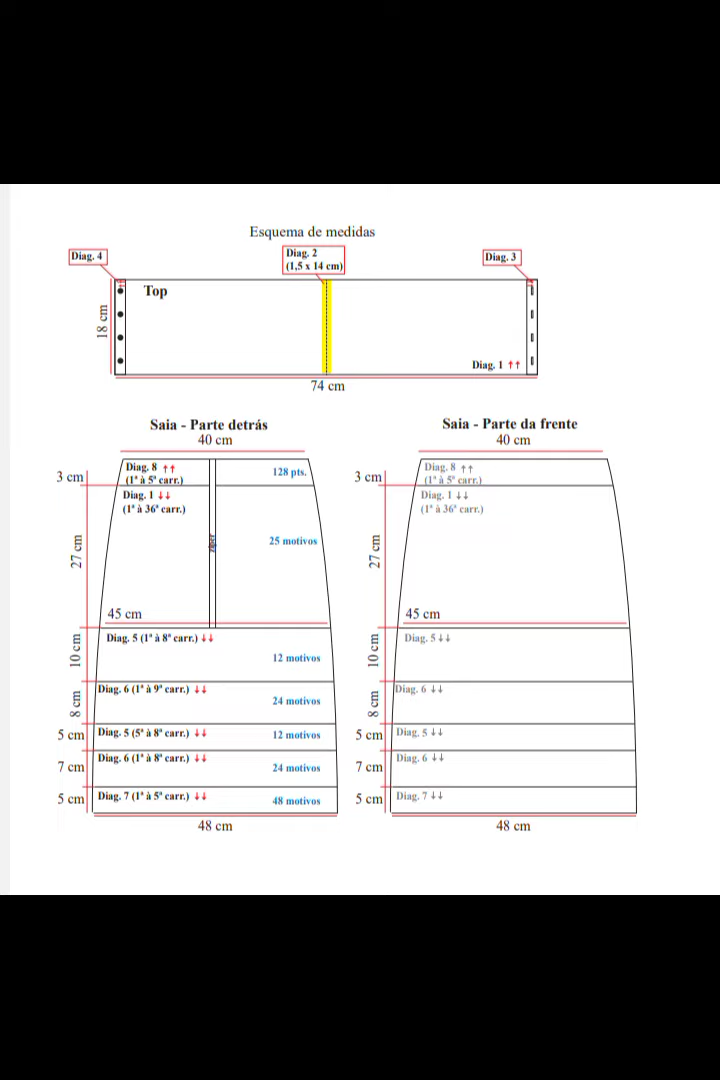 Esquema de medidas
Diag. 4
Diag. 2
(1,5 x 14 cm)
Diag. 3
Top
18 cm
Diag. 1 ↑↑
74 cm
Saia - Parte detrás
40 cm
Diag. 8 ↑↑
(1ª à 5ª carr.)
128 pts.
3 cm
Diag. 1 ↓↓
(1ª à 36ª carr.)
27 cm
zíper
25 motivos
45 cm
Diag. 5 (1ª à 8ª carr.) ↓↓
10 cm
12 motivos
Diag. 6 (1ª à 9ª carr.) ↓↓
8 cm
24 motivos
5 cm
Diag. 5 (5ª à 8ª carr.) ↓↓
12 motivos
Diag. 6 (1ª à 8ª carr.) ↓↓
7 cm
24 motivos
5 cm
Diag. 7 (1ª à 5ª carr.) ↓↓
48 motivos
48 cm
Saia - Parte da frente
40 cm
Diag. 8 ↑↑
(1ª à 5ª carr.)
3 cm
Diag. 1 ↓↓
(1ª à 36ª carr.)
27 cm
45 cm
Diag. 5 ↓↓
10 cm
Diag. 6 ↓↓
8 cm
5 cm
Diag. 5 ↓↓
Diag. 6 ↓↓
7 cm
5 cm
Diag. 7 ↓↓
48 cm